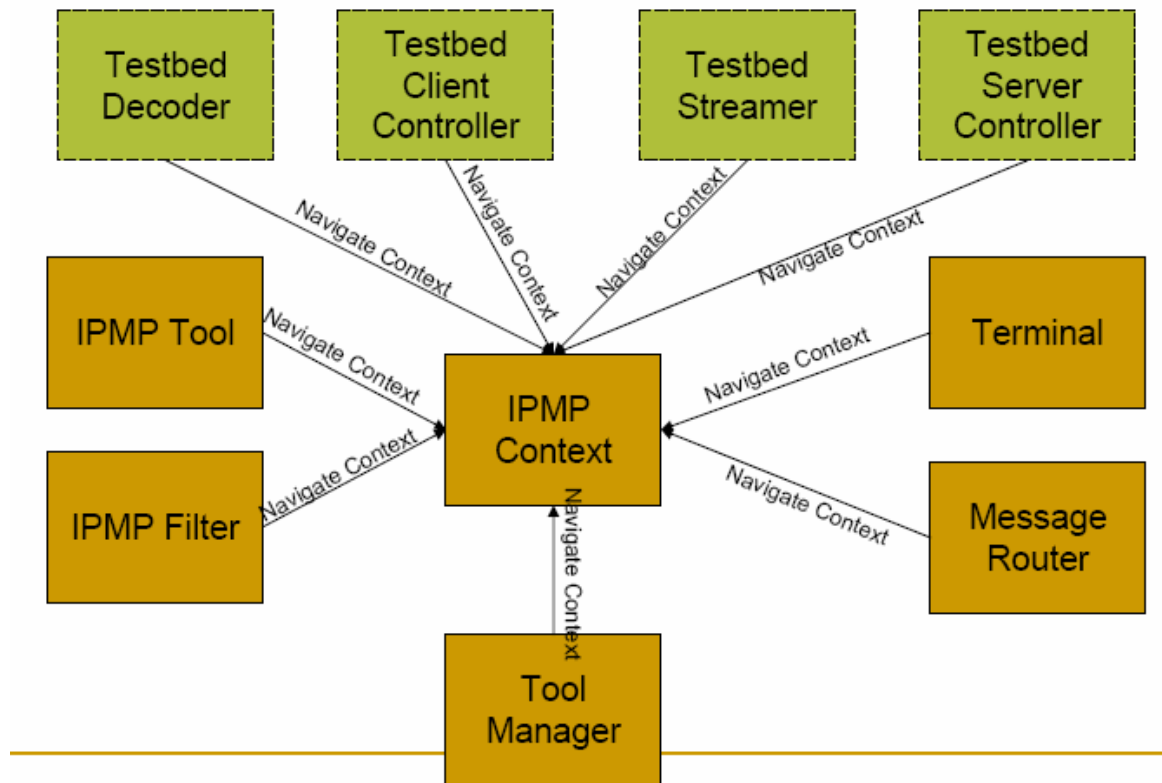 Testbed
Decoder
Testbed
Client
Controller
Testbed
Streamer
Testbed
Server
Controller
Navigate Context
Navigate Context
Navigate Context
Navigate Context
IPMP Tool
Navigate Context
Terminal
Navigate Context
IPMP
Context
IPMP Filter
Navigate Context
Message
Router
Navigate Context
Navigate Context
Tool
Manager